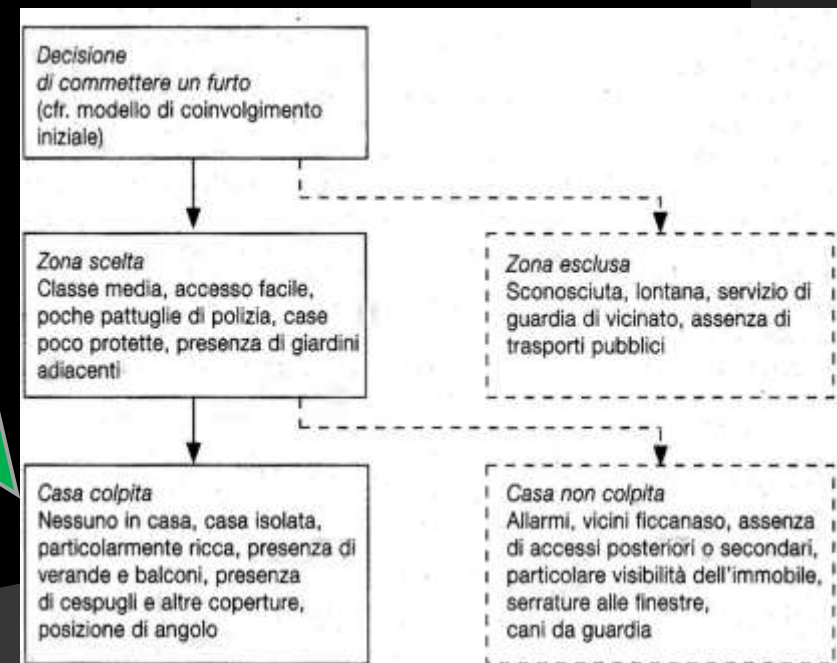 Decisione
di commettere un furto
(cfr. modello di coinvolgimento
iniziale)
Zona scelta
Classe media, accesso facile,
poche pattuglie di polizia, case
poco protette, presenza di giardini
adiacenti
Zona esclusa
Sconosciuta, lontana, servizio di
guardia di vicinato, assenza di
trasporti pubblici
Casa colpita
Nessuno in casa, casa isolata,
particolarmente ricca, presenza di
verande e balconi, presenza
di cespugli e altre coperture,
posizione di angolo
Casa non colpita
Allarmi, vicini ficcanaso, assenza
di accessi posteriori o secondari,
particolare visibilità dell'immobile,
serrature alle finestre,
cani da guardia